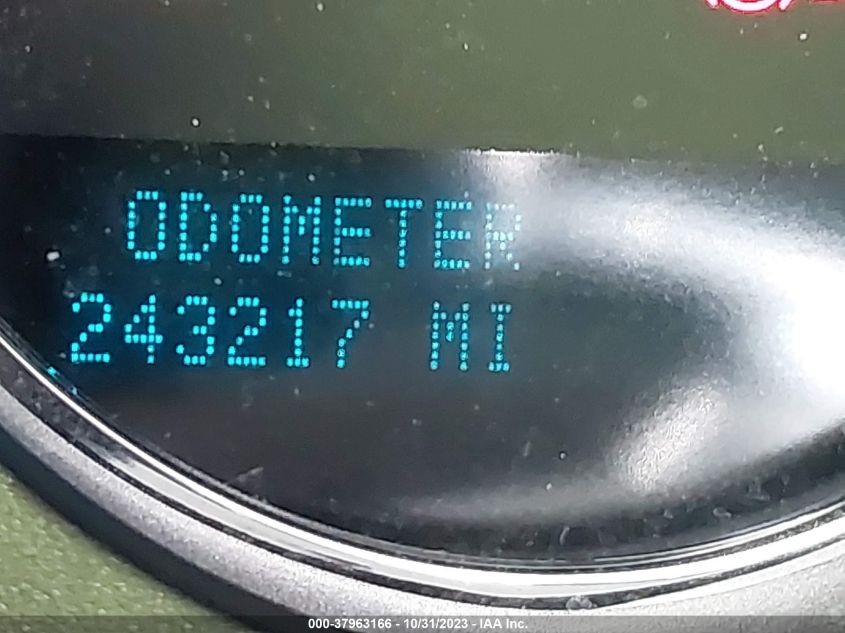 ODOMETER
243217 MI
000-37963166 - 10/31/2023 - IAA Inc.